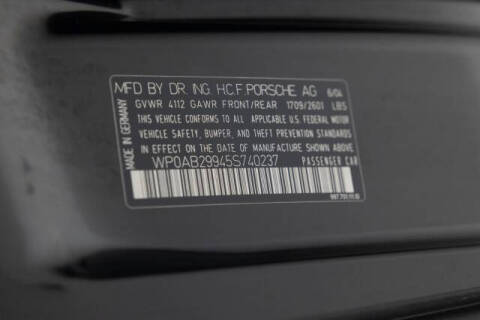 MFD BY DR. ING. H.C.F. PORSCHE AG 6/04
GVWR 4112 GAWR FRONT/REAR 1709/2601 LBS
THIS VEHICLE CONFORMS TO ALL APPLICABLE U.S. FEDERAL MOTOR
VEHICLE SAFETY, BUMPER, AND THEFT PREVENTION STANDARDS
IN EFFECT ON THE DATE OF MANUFACTURE SHOWN ABOVE.
WP0AB29945S740237 PASSENGER CAR
MADE IN GERMANY